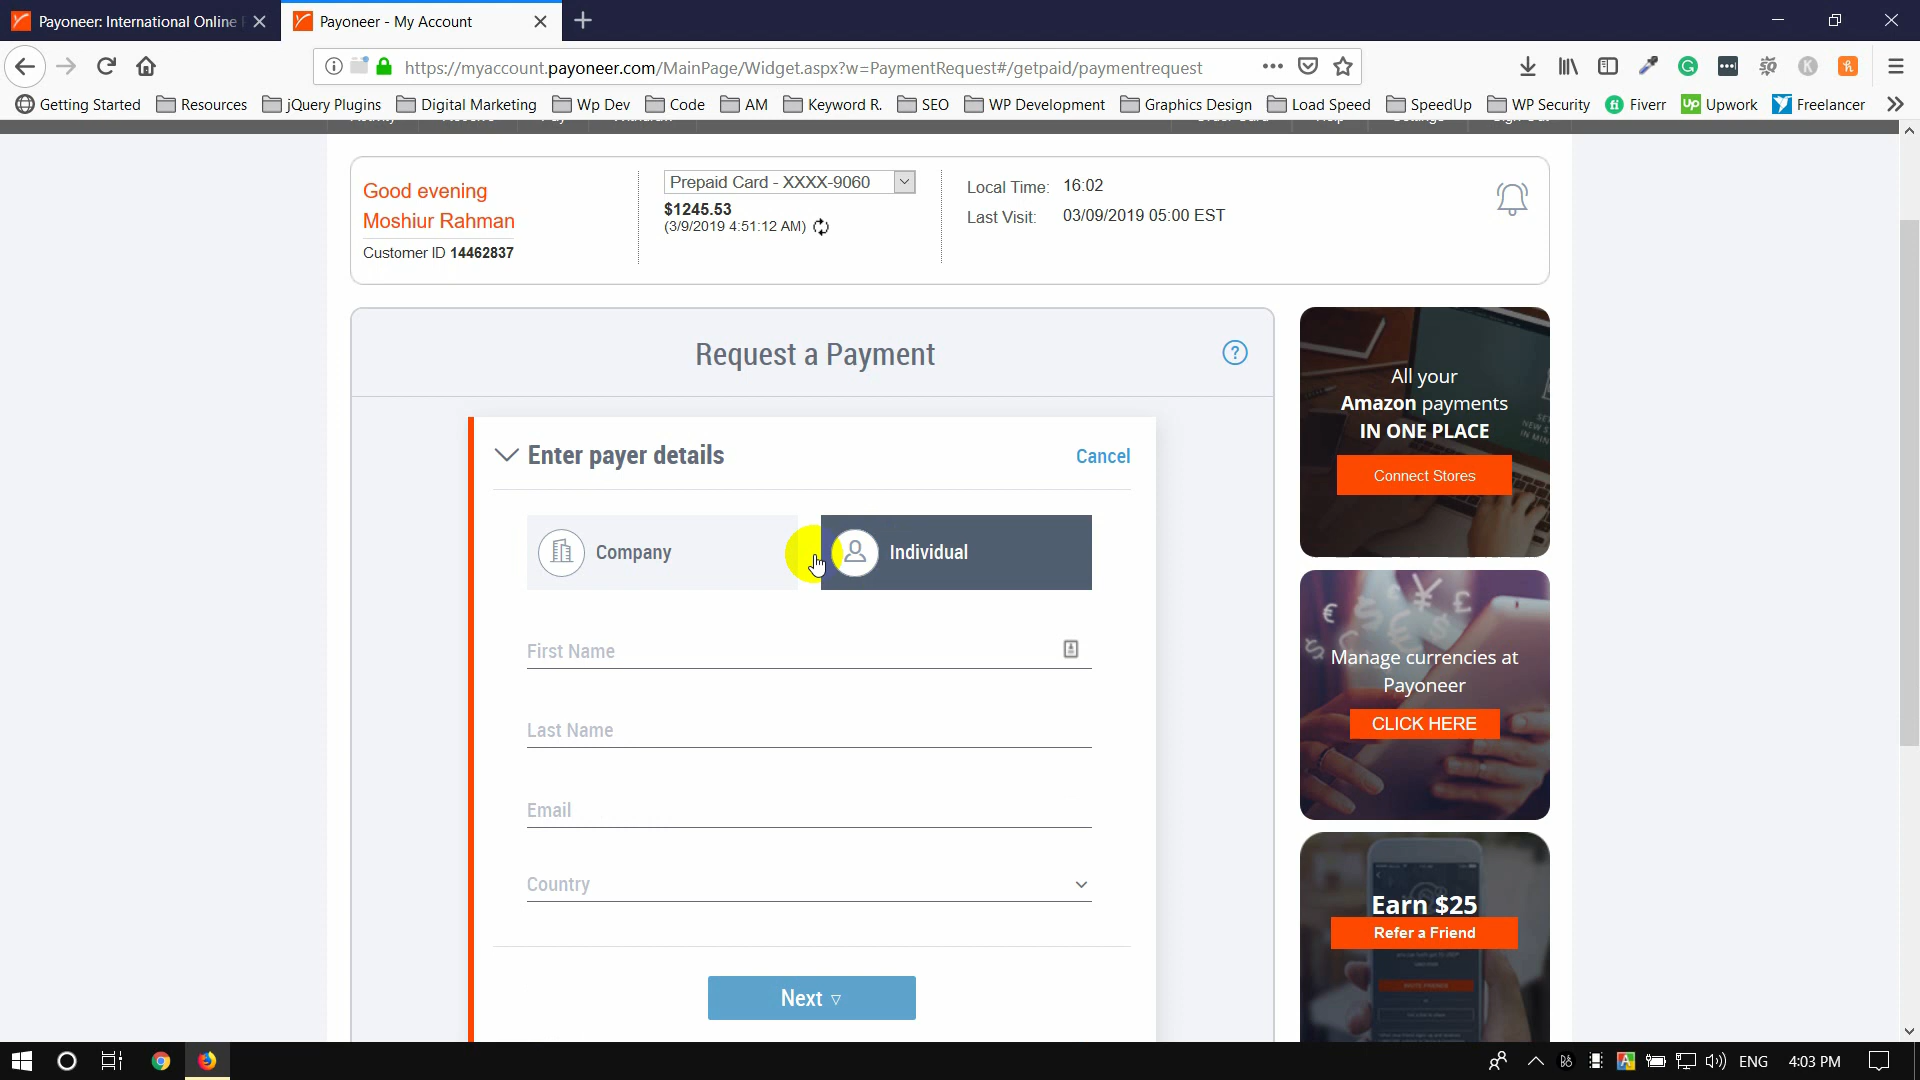 Payoneer: International Online
Payoneer - My Account
https://myaccount.payoneer.com/MainPage/Widget.aspx?w=PaymentRequest#/getpaid/paymentrequest
Getting Started Resources jQuery Plugins Digital Marketing Wp Dev Code AM Keyword R. SEO WP Development Graphics Design Load Speed SpeedUp WP Security Fiverr Upwork Freelancer
Good evening
Moshiur Rahman
Customer ID 14462837
Prepaid Card - XXXX-9060
$1245.53
(3/9/2019 4:51:12 AM)
Local Time: 16:02
Last Visit: 03/09/2019 05:00 EST
Request a Payment
?
Enter payer details
Cancel
Company
Individual
First Name
Last Name
Email
Country
Next
All your
Amazon payments
IN ONE PLACE
Connect Stores
Manage currencies at
Payoneer
CLICK HERE
Earn $25
Refer a Friend
ENG
4:03 PM